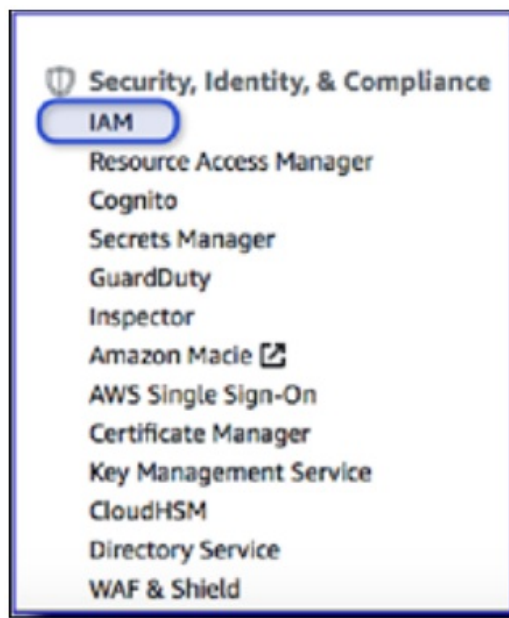 Security, Identity, & Compliance
IAM
Resource Access Manager
Cognito
Secrets Manager
GuardDuty
Inspector
Amazon Macie
AWS Single Sign-On
Certificate Manager
Key Management Service
CloudHSM
Directory Service
WAF & Shield